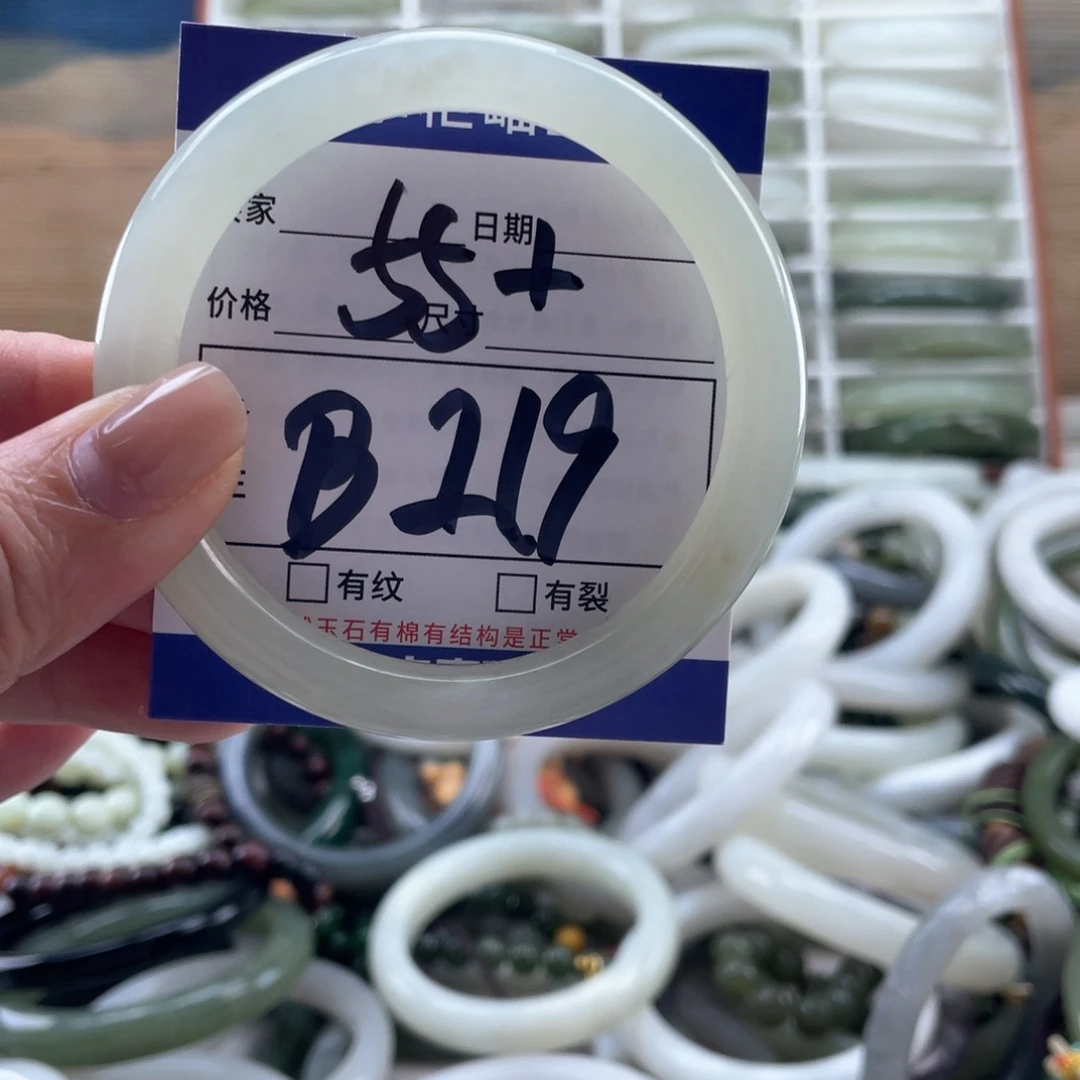 家 日期
55+
价格 尺寸
B219
有纹 有裂
玉石有棉有结构是正常